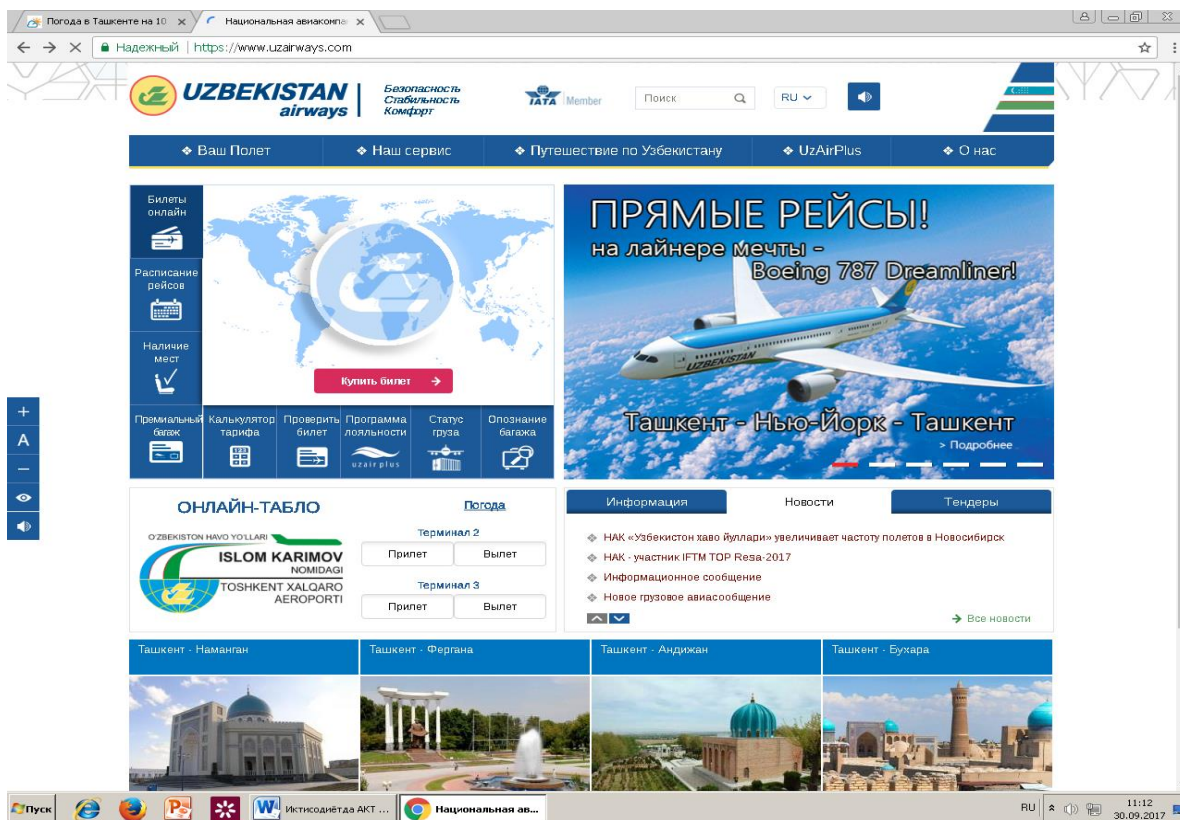 Погода в Ташкенте на 10
Национальная авиакомпа
Надежный
https://www.uzairways.com
UZBEKISTAN
airways
Безопасность
Стабильность
Комфорт
IATA Member
Поиск
RU
Ваш Полет
Наш сервис
Путешествие по Узбекистану
UzAirPlus
О нас
Билеты
онлайн
Расписание
рейсов
Наличие
мест
Купить билет
Премиальный
багаж
Калькулятор
тарифа
123
Проверить
билет
Программа
лояльности
uzairplus
Статус
груза
Опознание
багажа
ПРЯМЫЕ РЕЙСЫ!
на лайнере мечты -
Boeing 787 Dreamliner!
UZBEKISTAN
Ташкент - Нью-Йорк - Ташкент
> Подробнее
+
A
−
ОНЛАЙН-ТАБЛО
Погода
O'ZBEKISTON HAVO YO'LLARI
ISLOM KARIMOV
NOMIDAGI
TOSHKENT XALQARO
AEROPORTI
Терминал 2
Прилет
Вылет
Терминал 3
Прилет
Вылет
Информация
Новости
Тендеры
НАК «Узбекистон хаво йуллари» увеличивает частоту полетов в Новосибирск
НАК - участник IFTM TOP Resa-2017
Информационное сообщение
Новое грузовое авиасообщение
Все новости
Ташкент - Наманган
Ташкент - Фергана
Ташкент - Андижан
Ташкент - Бухара
Пуск
Иктисодиётда АКТ ...
Национальная ав...
RU
11:12
30.09.2017